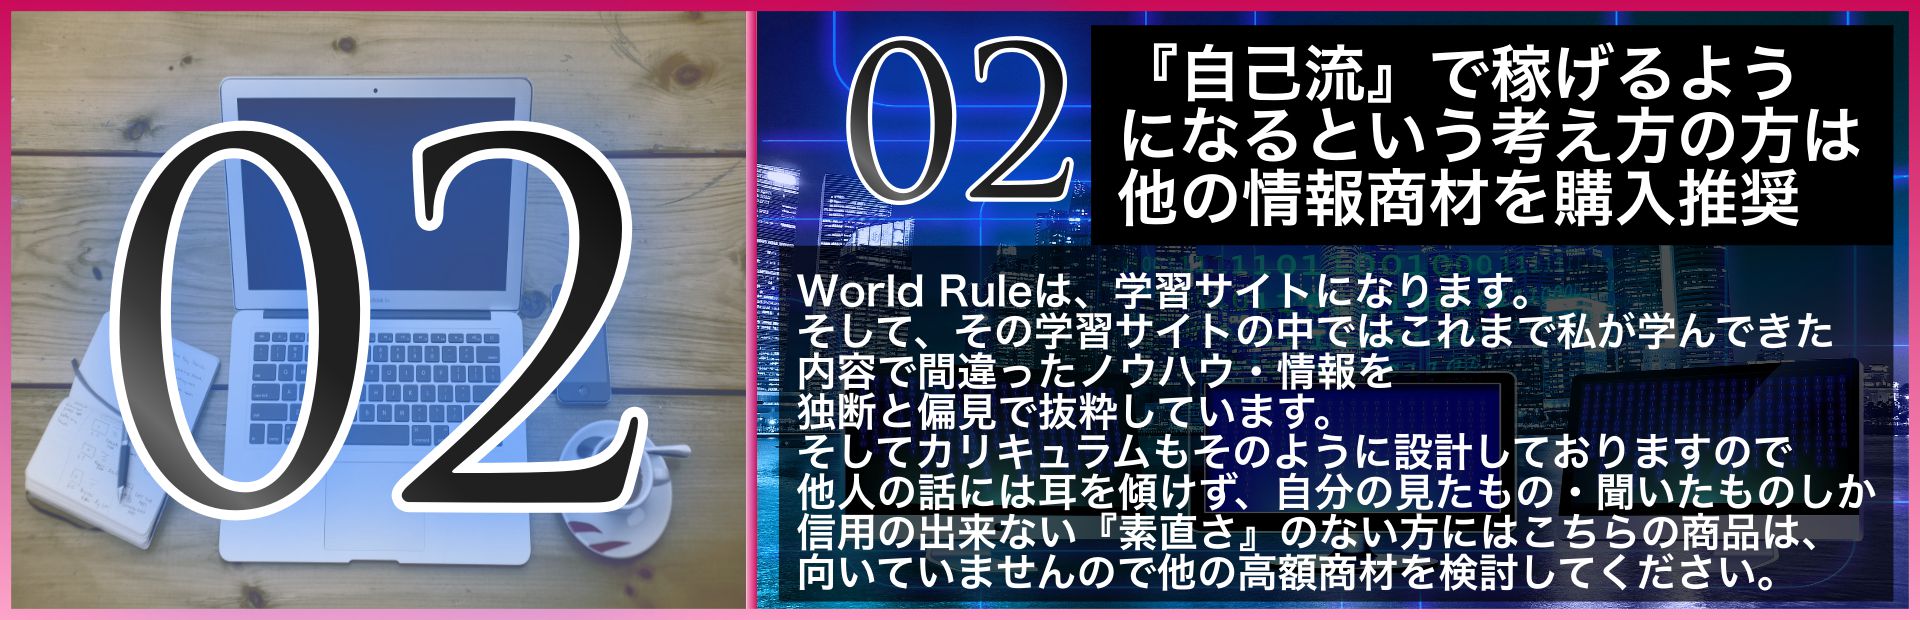 02
02
『自己流』で稼げるよう
になるという考え方の方は
他の情報商材を購入推奨
World Ruleは、学習サイトになります。
そして、その学習サイトの中ではこれまで私が学んできた
内容で間違ったノウハウ・情報を
独断と偏見で抜粋しています。
そしてカリキュラムもそのように設計しておりますので
他人の話には耳を傾けず、自分の見たもの・聞いたものしか
信用の出来ない『素直さ』のない方にはこちらの商品は、
向いていませんので他の高額商材を検討してください。